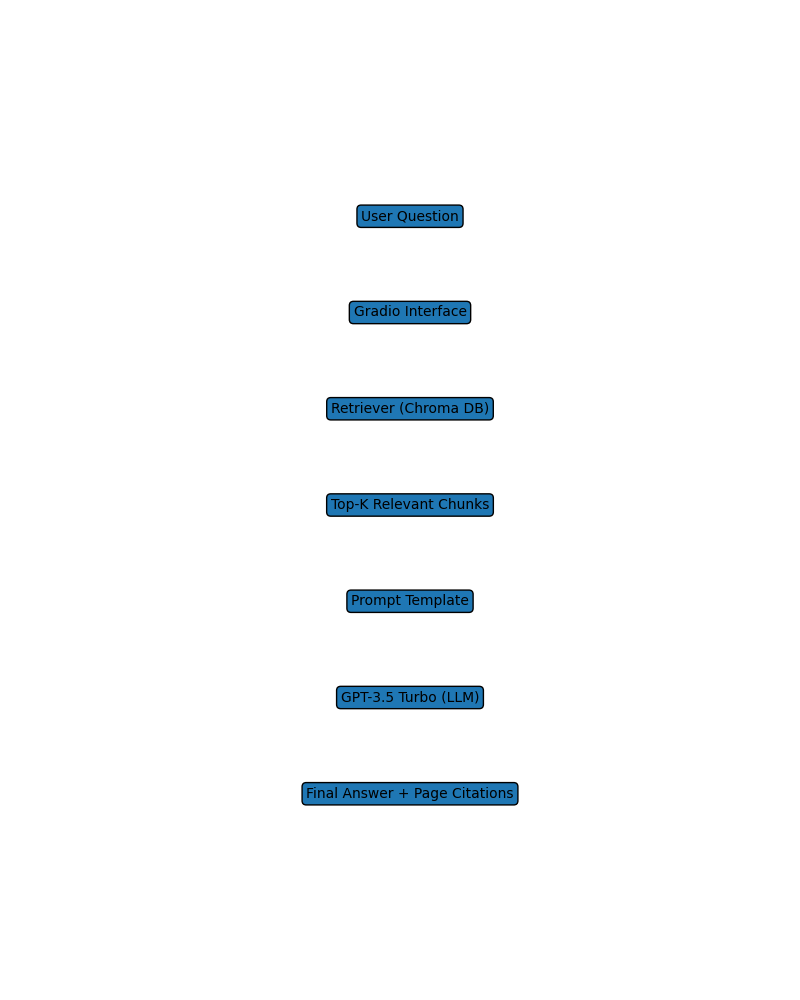 User Question
Gradio Interface
Retriever (Chroma DB)
Top-K Relevant Chunks
Prompt Template
GPT-3.5 Turbo (LLM)
Final Answer + Page Citations